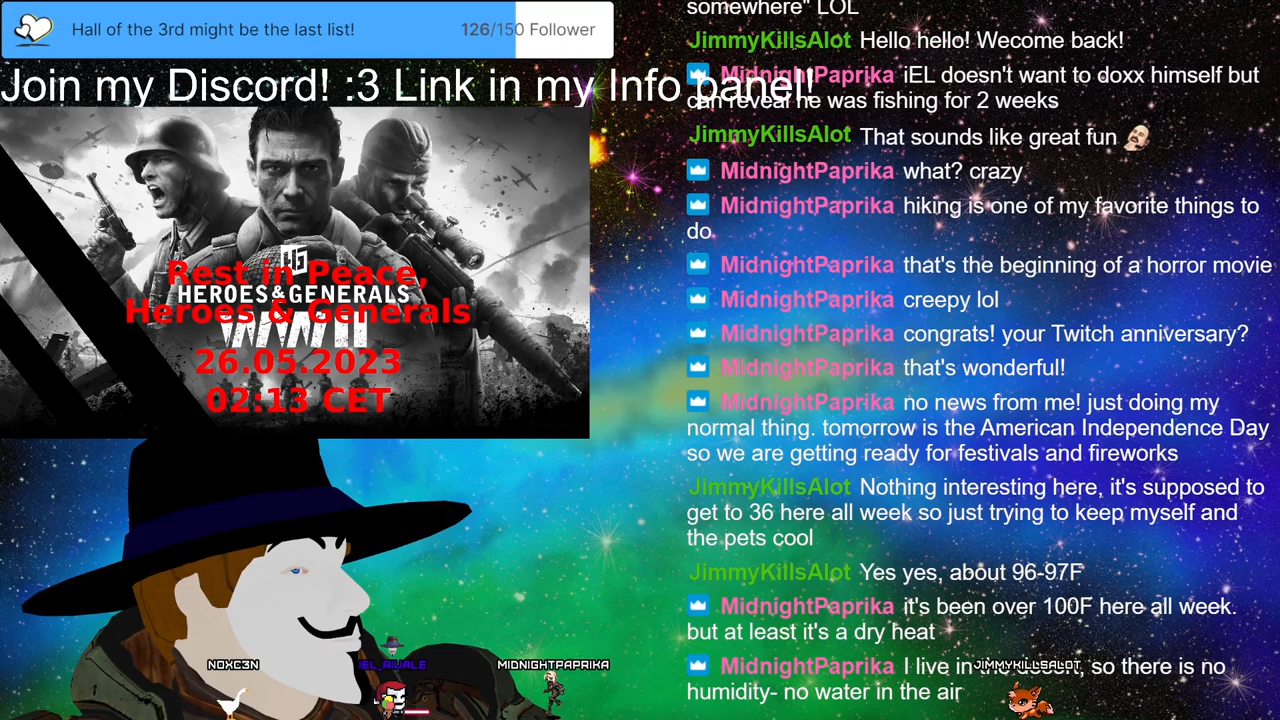 Hall of the 3rd might be the last list!
126/150 Follower
Join my Discord! :3 Link in my Info panel!
HEROES & GENERALS
WWII
Rest in Peace,
Heroes & Generals
26.05.2023
02:13 CET
somewhere" LOL
JimmyKillsAlot Hello hello! Wecome back!
MidnightPaprika iEL doesn't want to doxx himself but
can reveal he was fishing for 2 weeks
JimmyKillsAlot That sounds like great fun
MidnightPaprika what? crazy
MidnightPaprika hiking is one of my favorite things to
do
MidnightPaprika that's the beginning of a horror movie
MidnightPaprika creepy lol
MidnightPaprika congrats! your Twitch anniversary?
MidnightPaprika that's wonderful!
MidnightPaprika no news from me! just doing my
normal thing. tomorrow is the American Independence Day
so we are getting ready for festivals and fireworks
JimmyKillsAlot Nothing interesting here, it's supposed to
get to 36 here all week so just trying to keep myself and
the pets cool
JimmyKillsAlot Yes yes, about 96-97F
MidnightPaprika it's been over 100F here all week.
but at least it's a dry heat
MidnightPaprika I live in the desert, so there is no
humidity- no water in the air
NOXC3N
IEL_RIVALE
MIDNIGHTPAPRIKA
JIMMYKILLSALOT